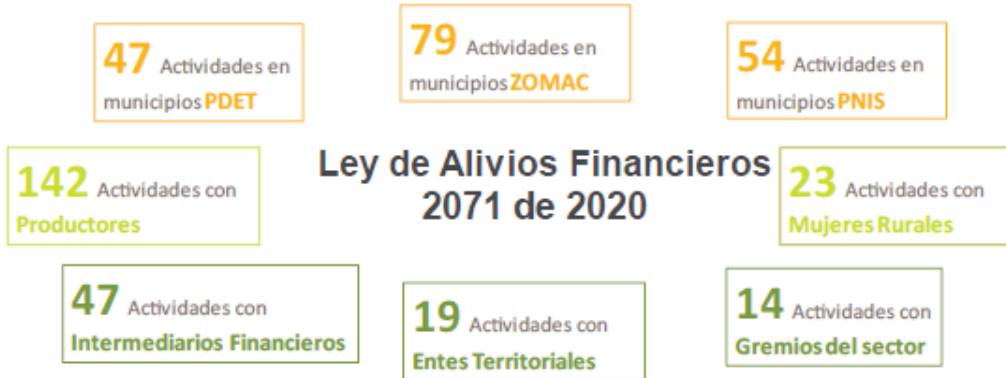 47 Actividades en
municipios PDET
79 Actividades en
municipios ZOMAC
54 Actividades en
municipios PNIS
142 Actividades con
Productores
Ley de Alivios Financieros
2071 de 2020
23 Actividades con
Mujeres Rurales
47 Actividades con
Intermediarios Financieros
19 Actividades con
Entes Territoriales
14 Actividades con
Gremios del sector